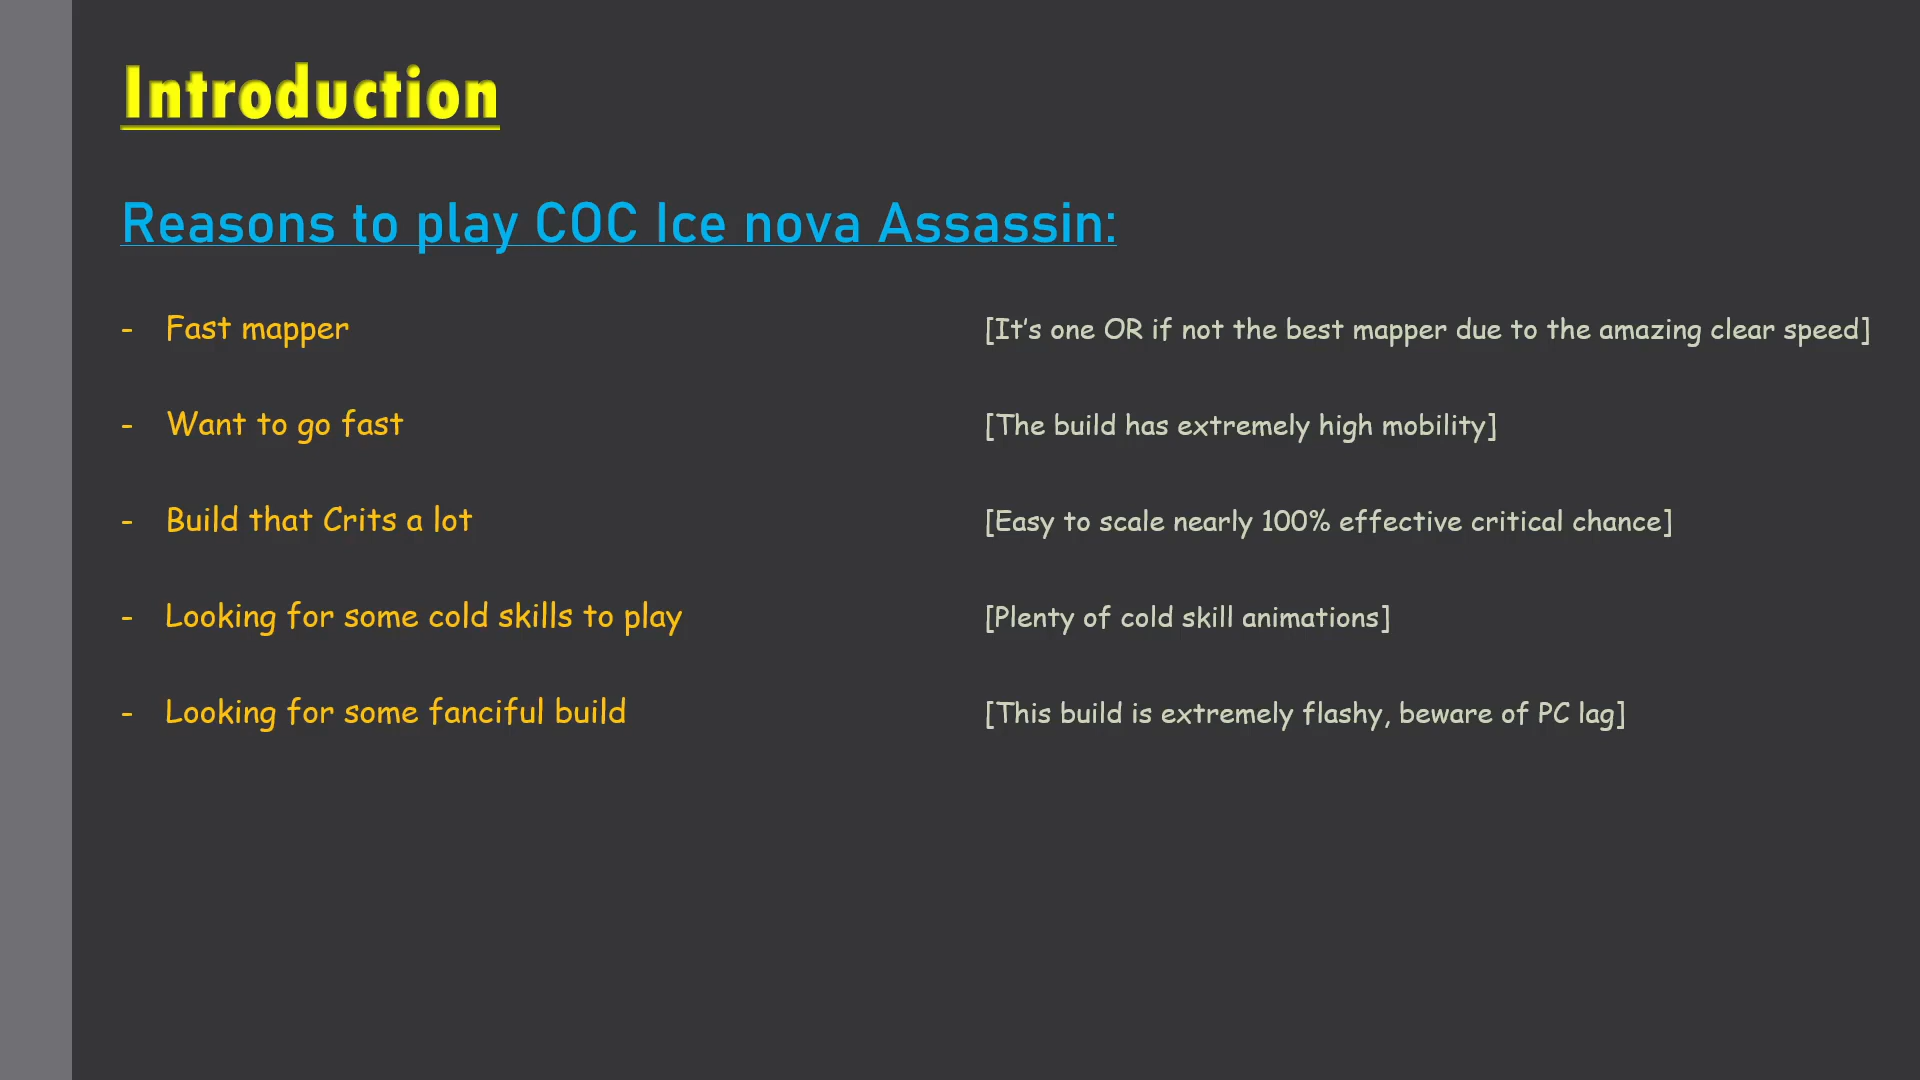 Introduction
Reasons to play COC Ice nova Assassin:
- Fast mapper [It's one OR if not the best mapper due to the amazing clear speed]
- Want to go fast [The build has extremely high mobility]
- Build that Crits a lot [Easy to scale nearly 100% effective critical chance]
- Looking for some cold skills to play [Plenty of cold skill animations]
- Looking for some fanciful build [This build is extremely flashy, beware of PC lag]